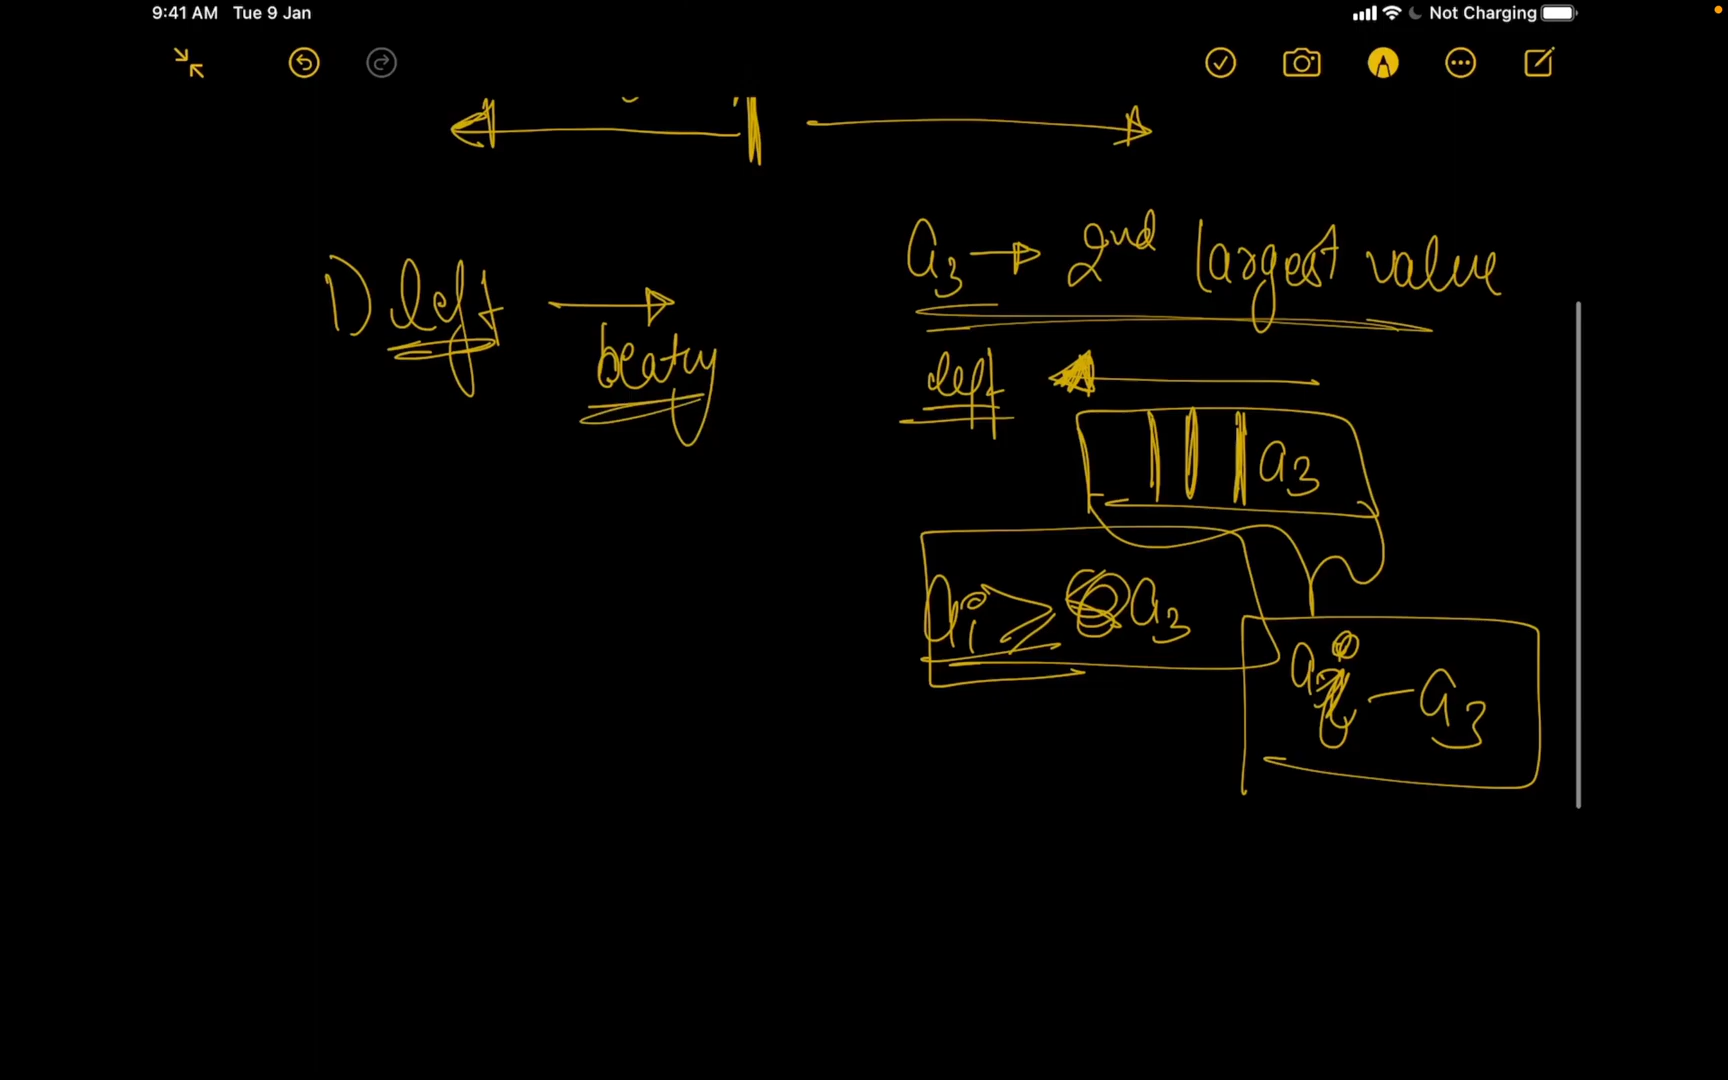 9:41 AM Tue 9 Jan
Not Charging
a3 → 2nd largest value
1) left →
beaty
left
a3
ai ≥ a3
ai - a3